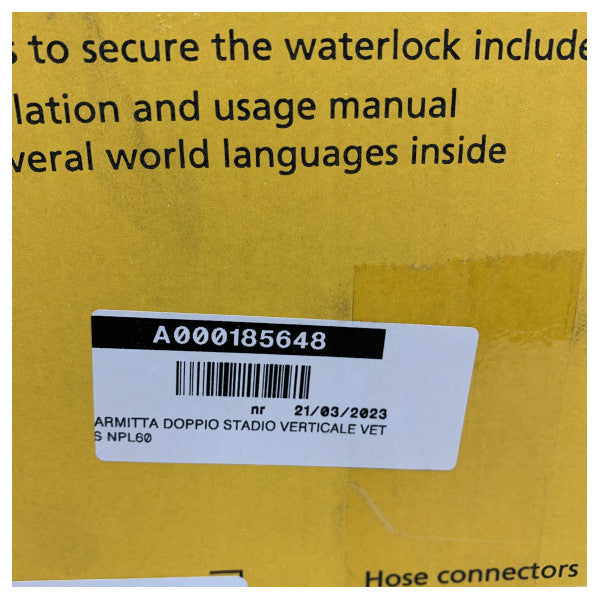 s to secure the waterlock include
lation and usage manual
veral world languages inside
A000185648
nr 21/03/2023
ARMITTA DOPPIO STADIO VERTICALE VET
S NPL60
Hose connectors